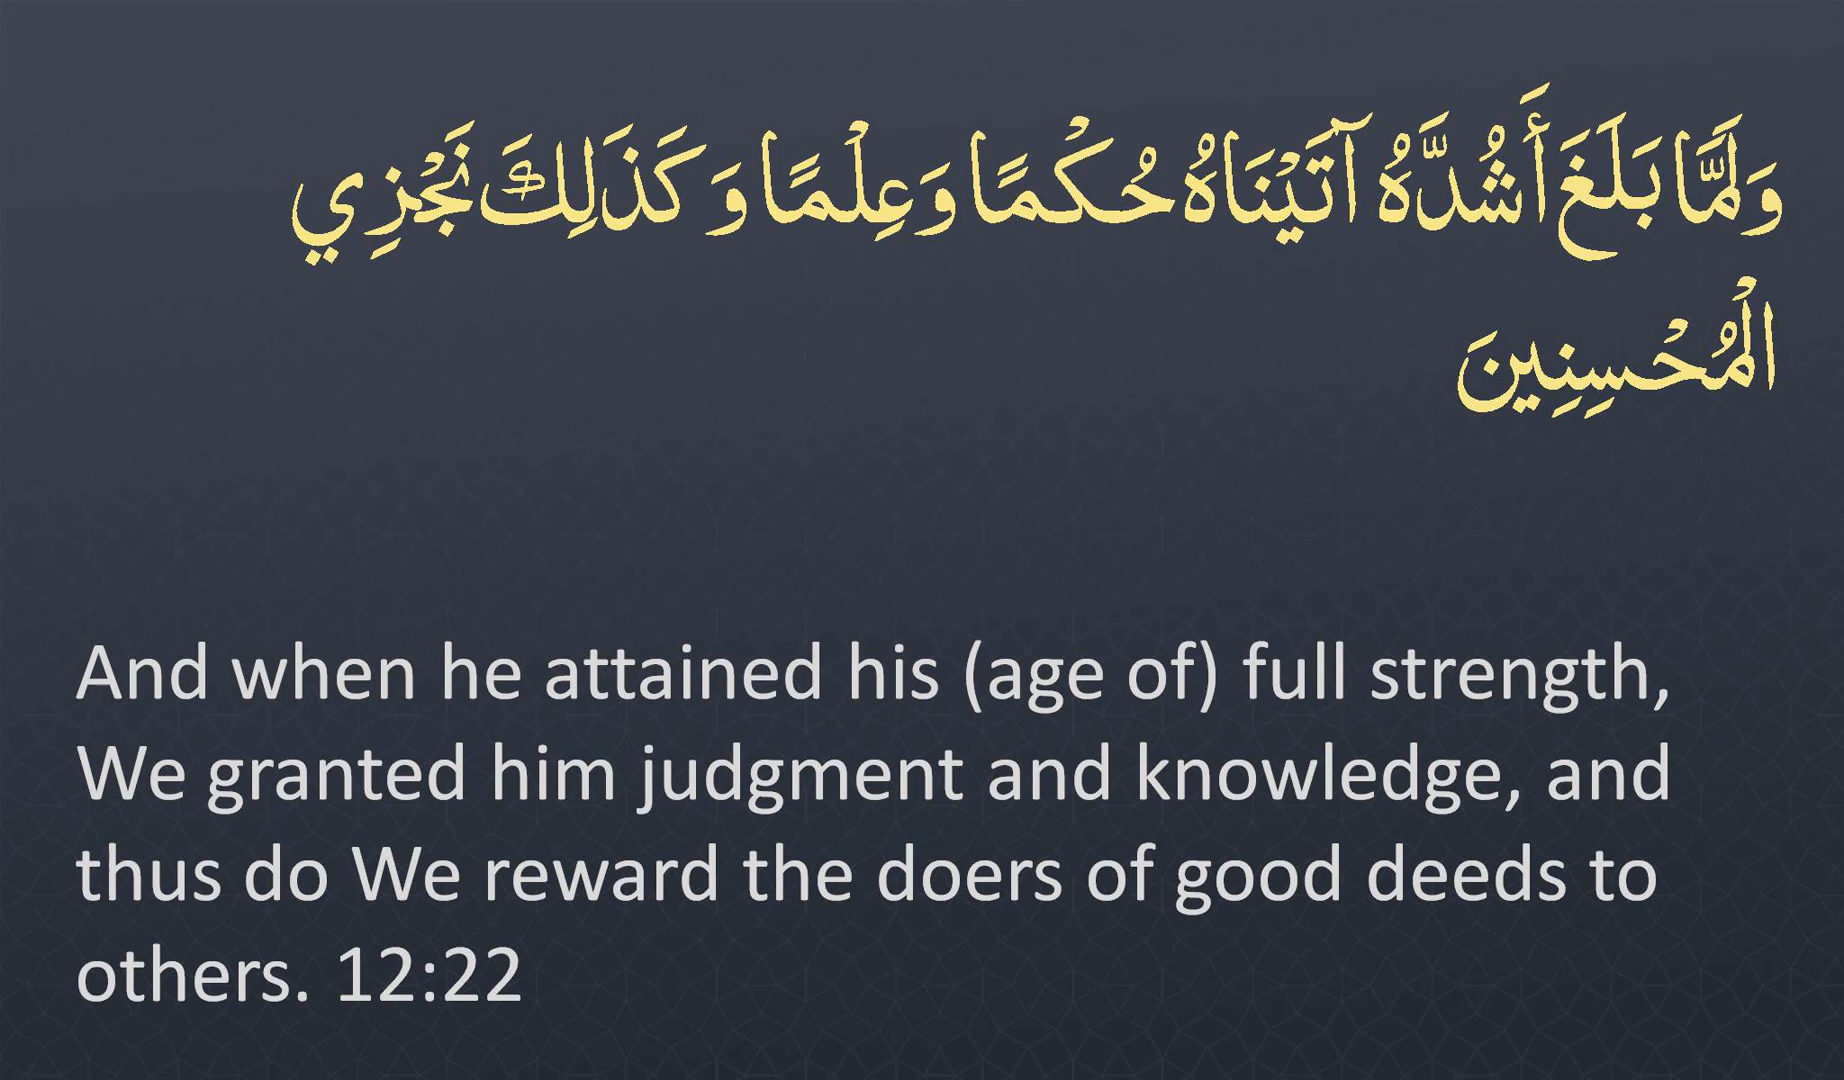 وَلَمَّا بَلَغَ أَشُدَّهُ آتَيْنَاهُ حُكْمًا وَعِلْمًا وَكَذَلِكَ نَجْزِي
الْمُحْسِنِينَ
And when he attained his (age of) full strength,
We granted him judgment and knowledge, and
thus do We reward the doers of good deeds to
others. 12:22